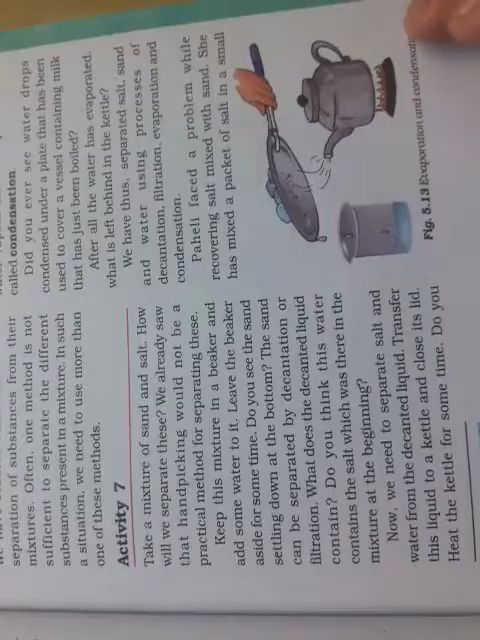 separation of substances from their
mixtures. Often, one method is not
sufficient to separate the different
substances present in a mixture. In such
a situation, we need to use more than
one of these methods.
Activity 7
Take a mixture of sand and salt. How
will we separate these? We already saw
that handpicking would not be a
practical method for separating these.
Keep this mixture in a beaker and
add some water to it. Leave the beaker
aside for some time. Do you see the sand
settling down at the bottom? The sand
can be separated by decantation or
filtration. What does the decanted liquid
contain? Do you think this water
contains the salt which was there in the
mixture at the beginning?
Now, we need to separate salt and
water from the decanted liquid. Transfer
this liquid to a kettle and close its lid.
Heat the kettle for some time. Do you
called condensation.
Did you ever see water drops
condensed under a plate that has been
used to cover a vessel containing milk
that has just been boiled?
After all the water has evaporated,
what is left behind in the kettle?
We have thus, separated salt, sand
and water using processes of
decantation, filtration, evaporation and
condensation.
Paheli faced a problem while
recovering salt mixed with sand. She
has mixed a packet of salt in a small
Fig. 5.13 Evaporation and